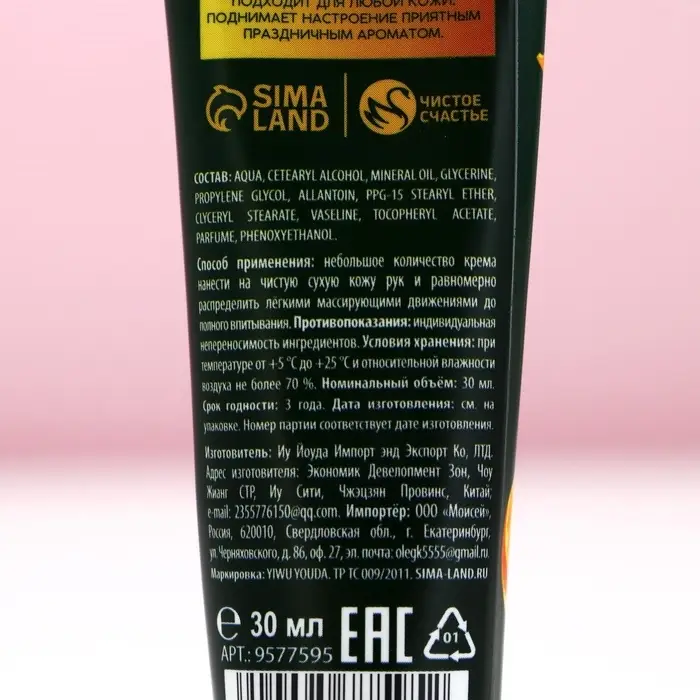 ПОДХОДИТ ДЛЯ ЛЮБОЙ КОЖИ.
ПОДНИМАЕТ НАСТРОЕНИЕ ПРИЯТНЫМ
ПРАЗДНИЧНЫМ АРОМАТОМ.
SIMA
LAND
ЧИСТОЕ
СЧАСТЬЕ
СОСТАВ: AQUA, CETEARYL ALCOHOL, MINERAL OIL, GLYCERINE,
PROPYLENE GLYCOL, ALLANTOIN, PPG-15 STEARYL ETHER,
GLYCERYL STEARATE, VASELINE, TOCOPHERYL ACETATE,
PARFUME, PHENOXYETHANOL.
Способ применения: небольшое количество крема
нанести на чистую сухую кожу рук и равномерно
распределить лёгкими массирующими движениями до
полного впитывания. Противопоказания: индивидуальная
непереносимость ингредиентов. Условия хранения: при
температуре от +5 °С до +25 °С и относительной влажности
воздуха не более 70 %. Номинальный объём: 30 мл.
Срок годности: 3 года. Дата изготовления: см. на
упаковке. Номер партии соответствует дате изготовления.
Изготовитель: Иу Йоуда Импорт энд Экспорт Ко, ЛТД.
Адрес изготовителя: Экономик Девелопмент Зон, Чоу
Жианг СТР, Иу Сити, Чжэцзян Провинс, Китай;
e-mail: 2355776150@qq.com. Импортёр: ООО «Моисей»,
Россия, 620010, Свердловская обл., г. Екатеринбург,
ул. Черняховского, д. 86, оф. 27, эл. почта: olegk5555@gmail.ru.
Маркировка: YIWU YOUDA. ТР ТС 009/2011. SIMA-LAND.RU
℮ 30 мл EAC 01
АРТ.: 9577595